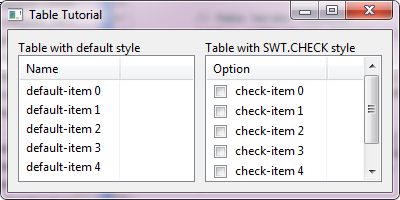 Table Tutorial
Table with default style
Name
default-item 0
default-item 1
default-item 2
default-item 3
default-item 4
Table with SWT.CHECK style
Option
check-item 0
check-item 1
check-item 2
check-item 3
check-item 4